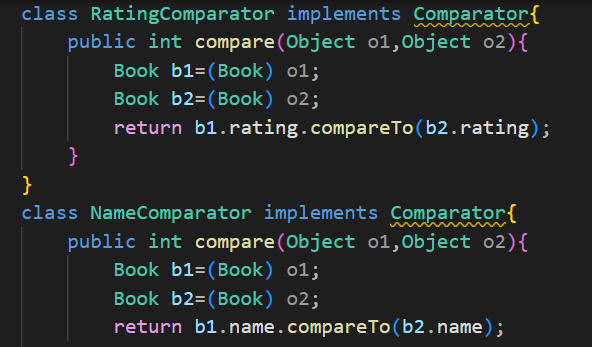 class RatingComparator implements Comparator{
    public int compare(Object o1,Object o2){
        Book b1=(Book) o1;
        Book b2=(Book) o2;
        return b1.rating.compareTo(b2.rating);
    }
}
class NameComparator implements Comparator{
    public int compare(Object o1,Object o2){
        Book b1=(Book) o1;
        Book b2=(Book) o2;
        return b1.name.compareTo(b2.name);